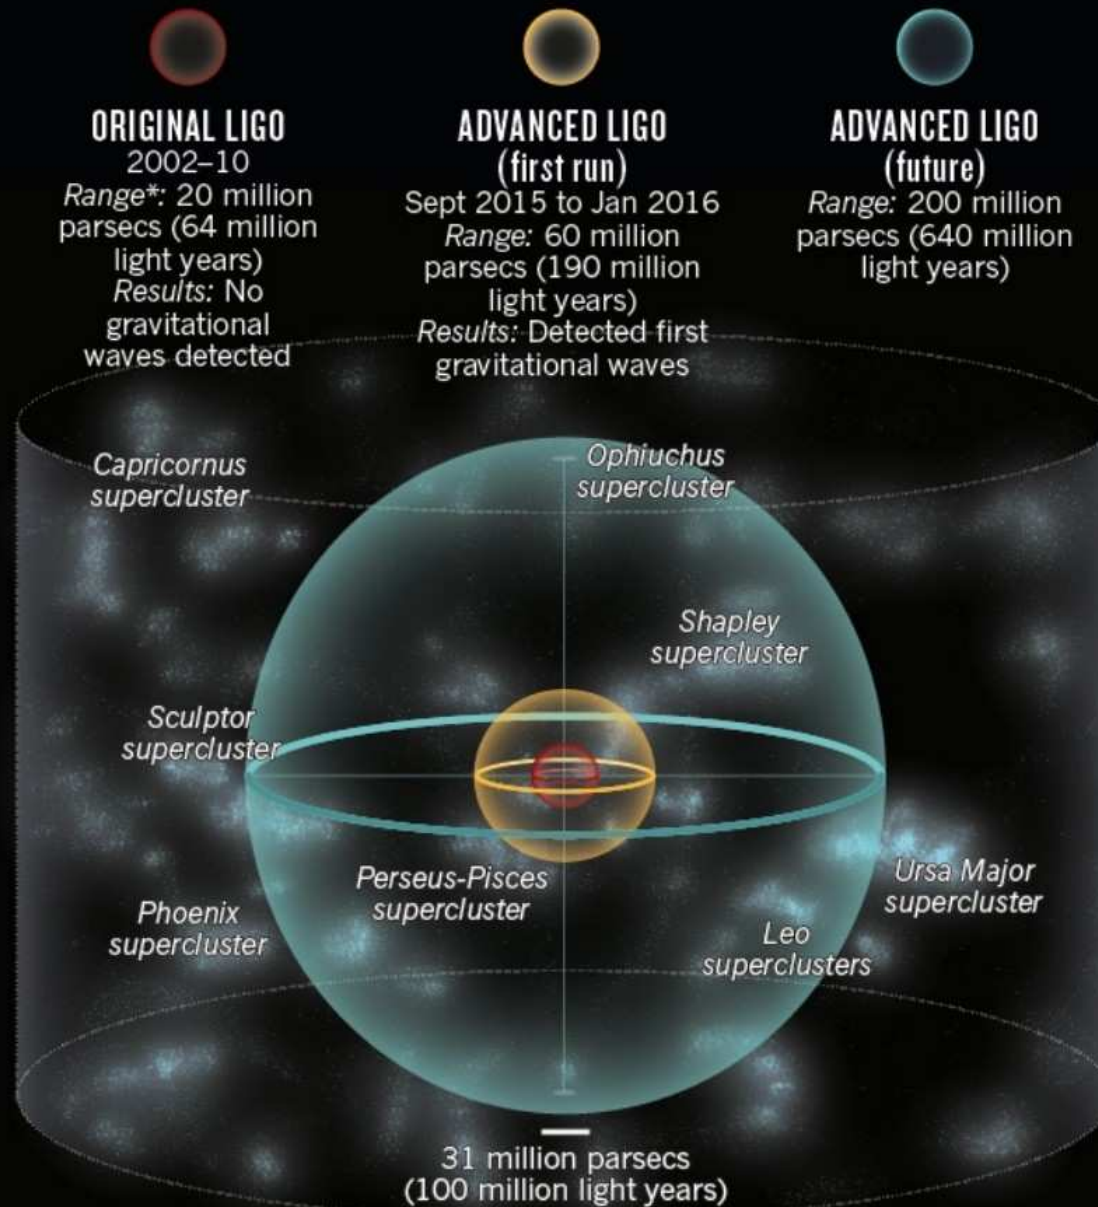 ORIGINAL LIGO
2002–10
Range*: 20 million
parsecs (64 million
light years)
Results: No
gravitational
waves detected
ADVANCED LIGO
(first run)
Sept 2015 to Jan 2016
Range: 60 million
parsecs (190 million
light years)
Results: Detected first
gravitational waves
ADVANCED LIGO
(future)
Range: 200 million
parsecs (640 million
light years)
Capricornus
supercluster
Ophiuchus
supercluster
Shapley
supercluster
Sculptor
supercluster
Perseus-Pisces
supercluster
Ursa Major
supercluster
Phoenix
supercluster
Leo
superclusters
31 million parsecs
(100 million light years)